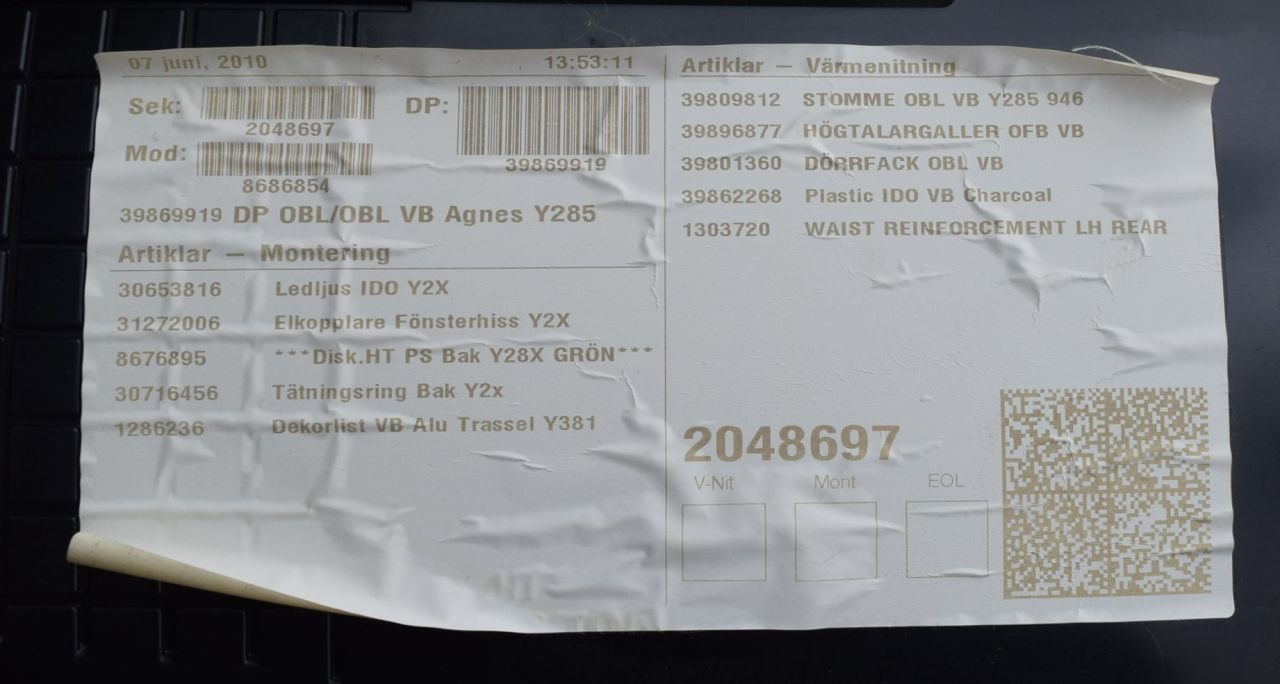 07 juni, 2010 13:53:11
Sek: DP:
2048697
39869919
Mod:
8686854
39869919 DP OBL/OBL VB Agnes Y285
Artiklar – Montering
30653816 Ledljus IDO Y2X
31272006 Elkopplare Fönsterhiss Y2X
8676895 ***Disk.HT PS Bak Y28X GRÖN***
30716456 Tätningsring Bak Y2x
1286236 Dekorlist VB Alu Trassel Y381
Artiklar – Värmenitning
39809812 STOMME OBL VB Y285 946
39896877 HÖGTALARGALLER OFB VB
39801360 DÖRRFACK OBL VB
39862268 Plastic IDO VB Charcoal
1303720 WAIST REINFORCEMENT LH REAR
2048697
V-Nit Mont EOL